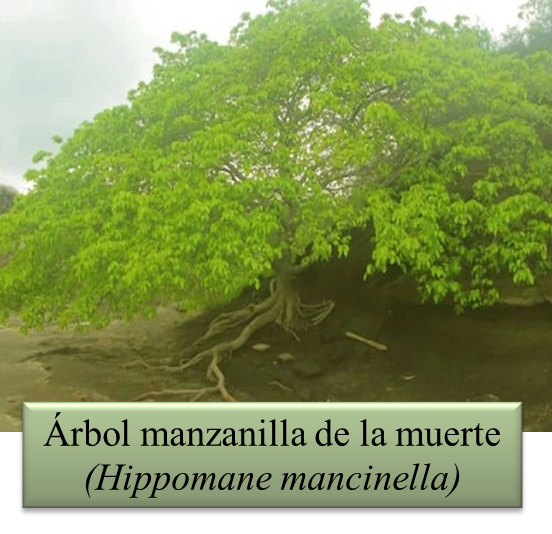 Árbol manzanilla de la muerte
(Hippomane mancinella)